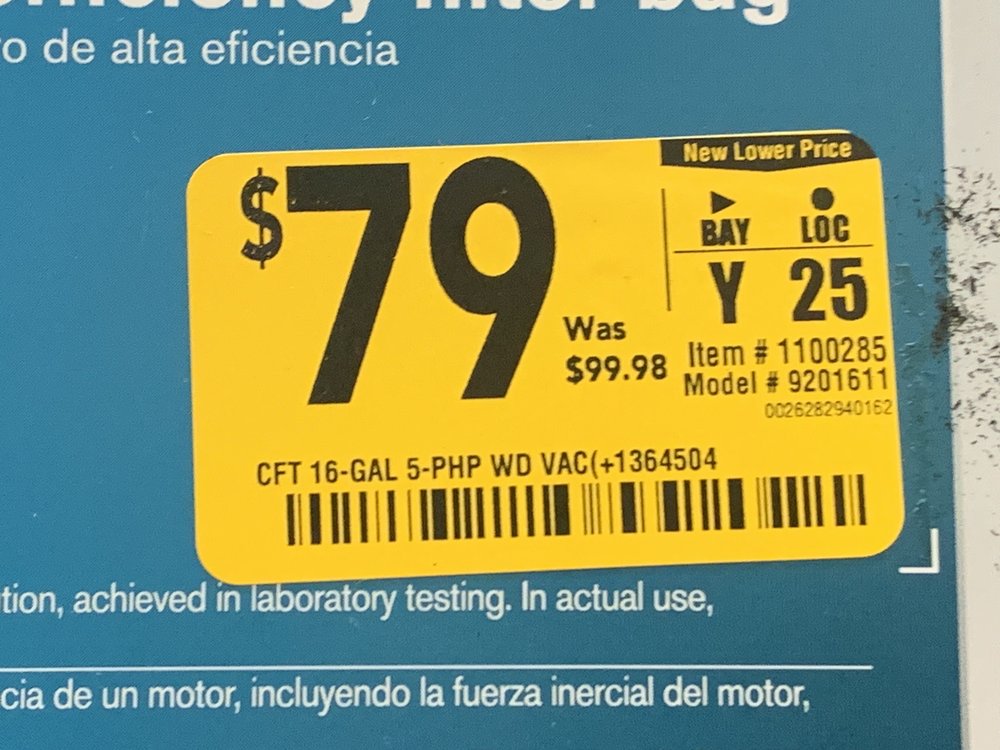 filter bag
o de alta eficiencia
New Lower Price
$79
BAY LOC
Y 25
Was
$99.98
Item # 1100285
Model # 9201611
0026282940162
CFT 16-GAL 5-PHP WD VAC(+1364504
tion, achieved in laboratory testing. In actual use,
cia de un motor, incluyendo la fuerza inercial del motor,